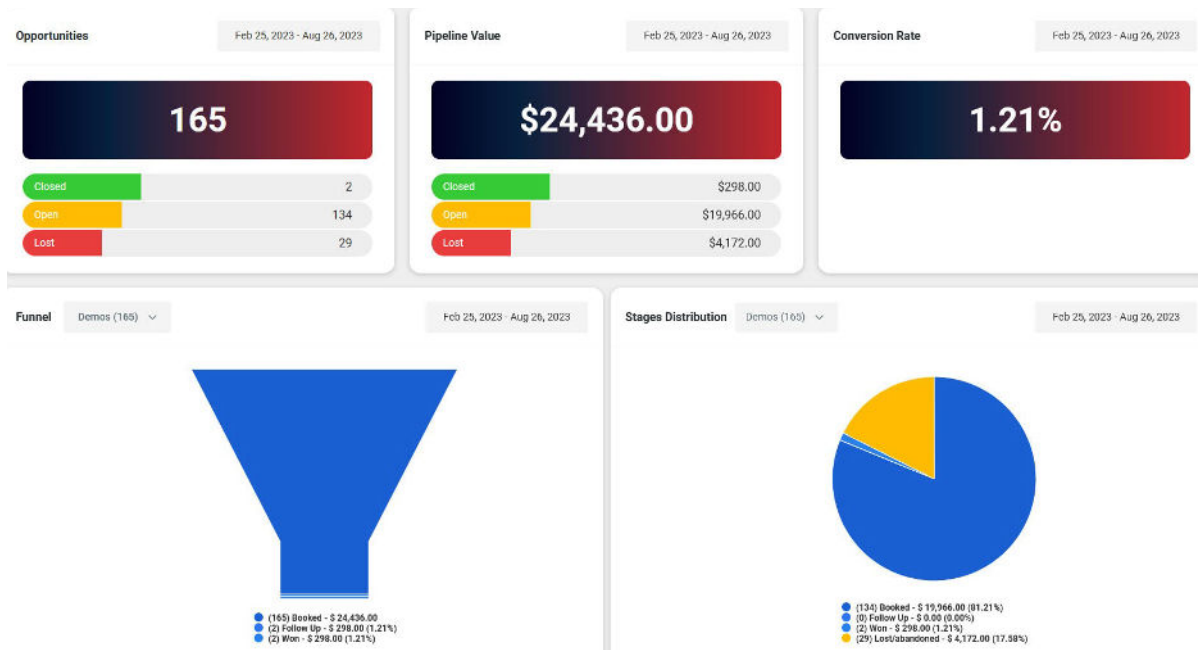 Opportunities
Feb 25, 2023 - Aug 26, 2023
165
Closed 2
Open 134
Lost 29
Pipeline Value
Feb 25, 2023 - Aug 26, 2023
$24,436.00
Closed $298.00
Open $19,966.00
Lost $4,172.00
Conversion Rate
Feb 25, 2023 - Aug 26, 2023
1.21%
Funnel
Demos (165)
Feb 25, 2023 - Aug 26, 2023
(165) Booked - $ 24,436.00
(2) Follow Up - $ 298.00 (1.21%)
(2) Won - $ 298.00 (1.21%)
Stages Distribution
Demos (165)
Feb 25, 2023 - Aug 26, 2023
(134) Booked - $ 19,966.00 (81.21%)
(0) Follow Up - $ 0.00 (0.00%)
(2) Won - $ 298.00 (1.21%)
(29) Lost/abandoned - $ 4,172.00 (17.58%)